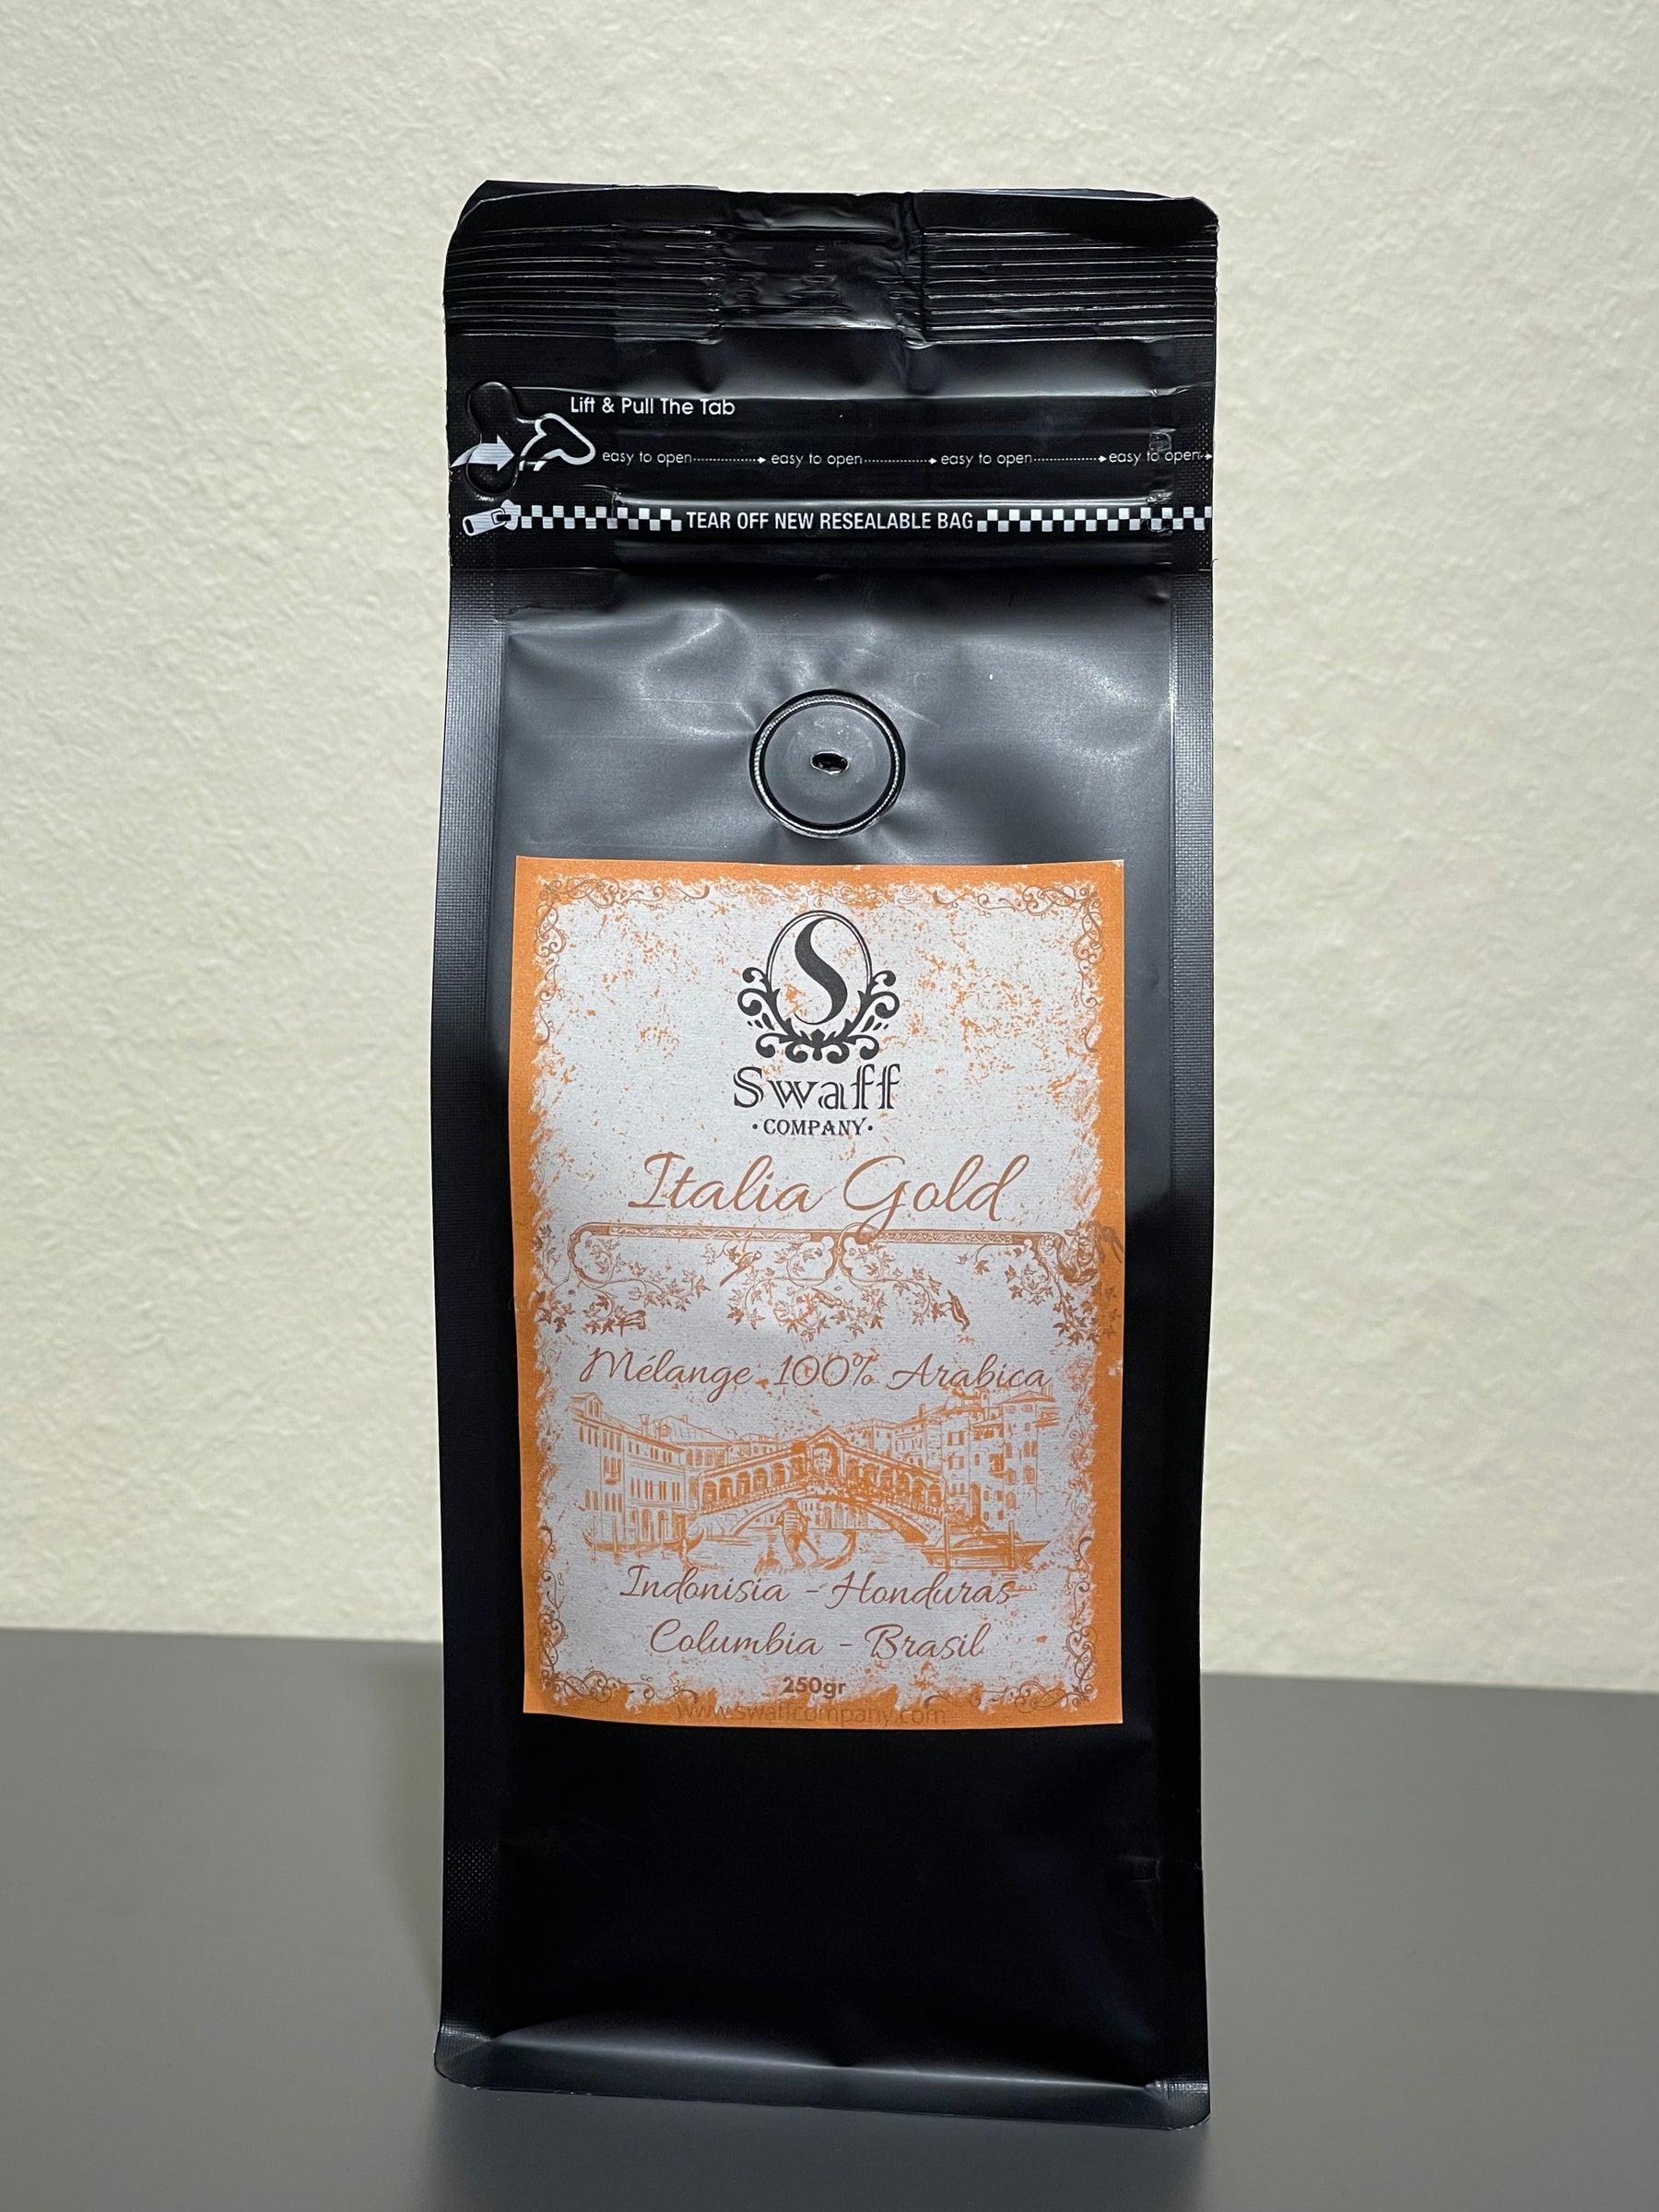 Lift & Pull The Tab
easy to open easy to open easy to open easy to open
TEAR OFF NEW RESEALABLE BAG
S
Swaff
·COMPANY·
Italia Gold
Mélange 100% Arabica
Indonisia - Honduras
Columbia - Brasil
250gr
www.swaffcompany.com